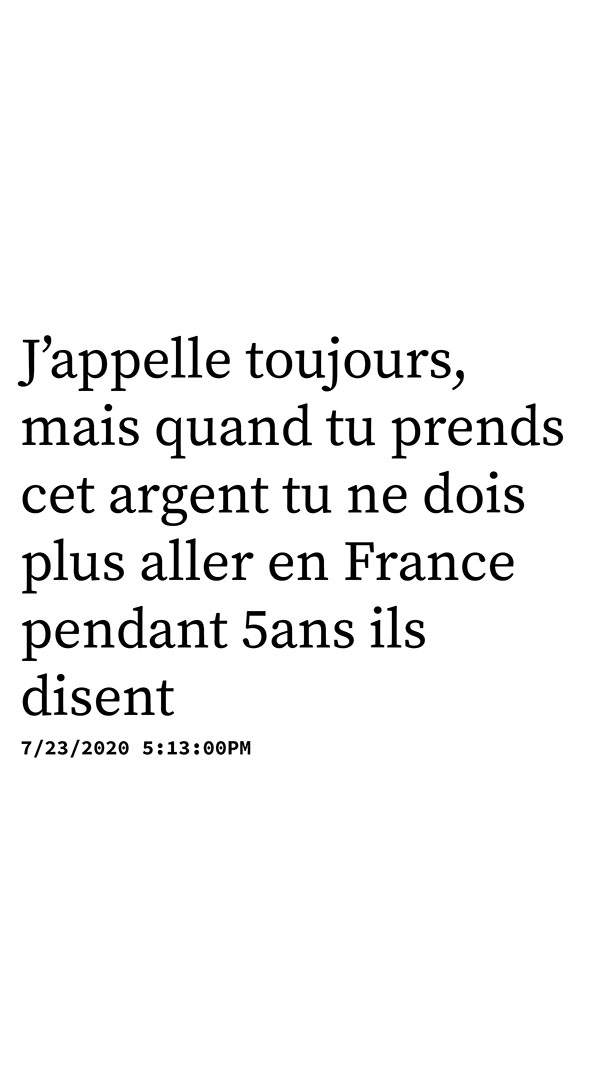 J’appelle toujours,
mais quand tu prends
cet argent tu ne dois
plus aller en France
pendant 5ans ils
disent
7/23/2020 5:13:00PM